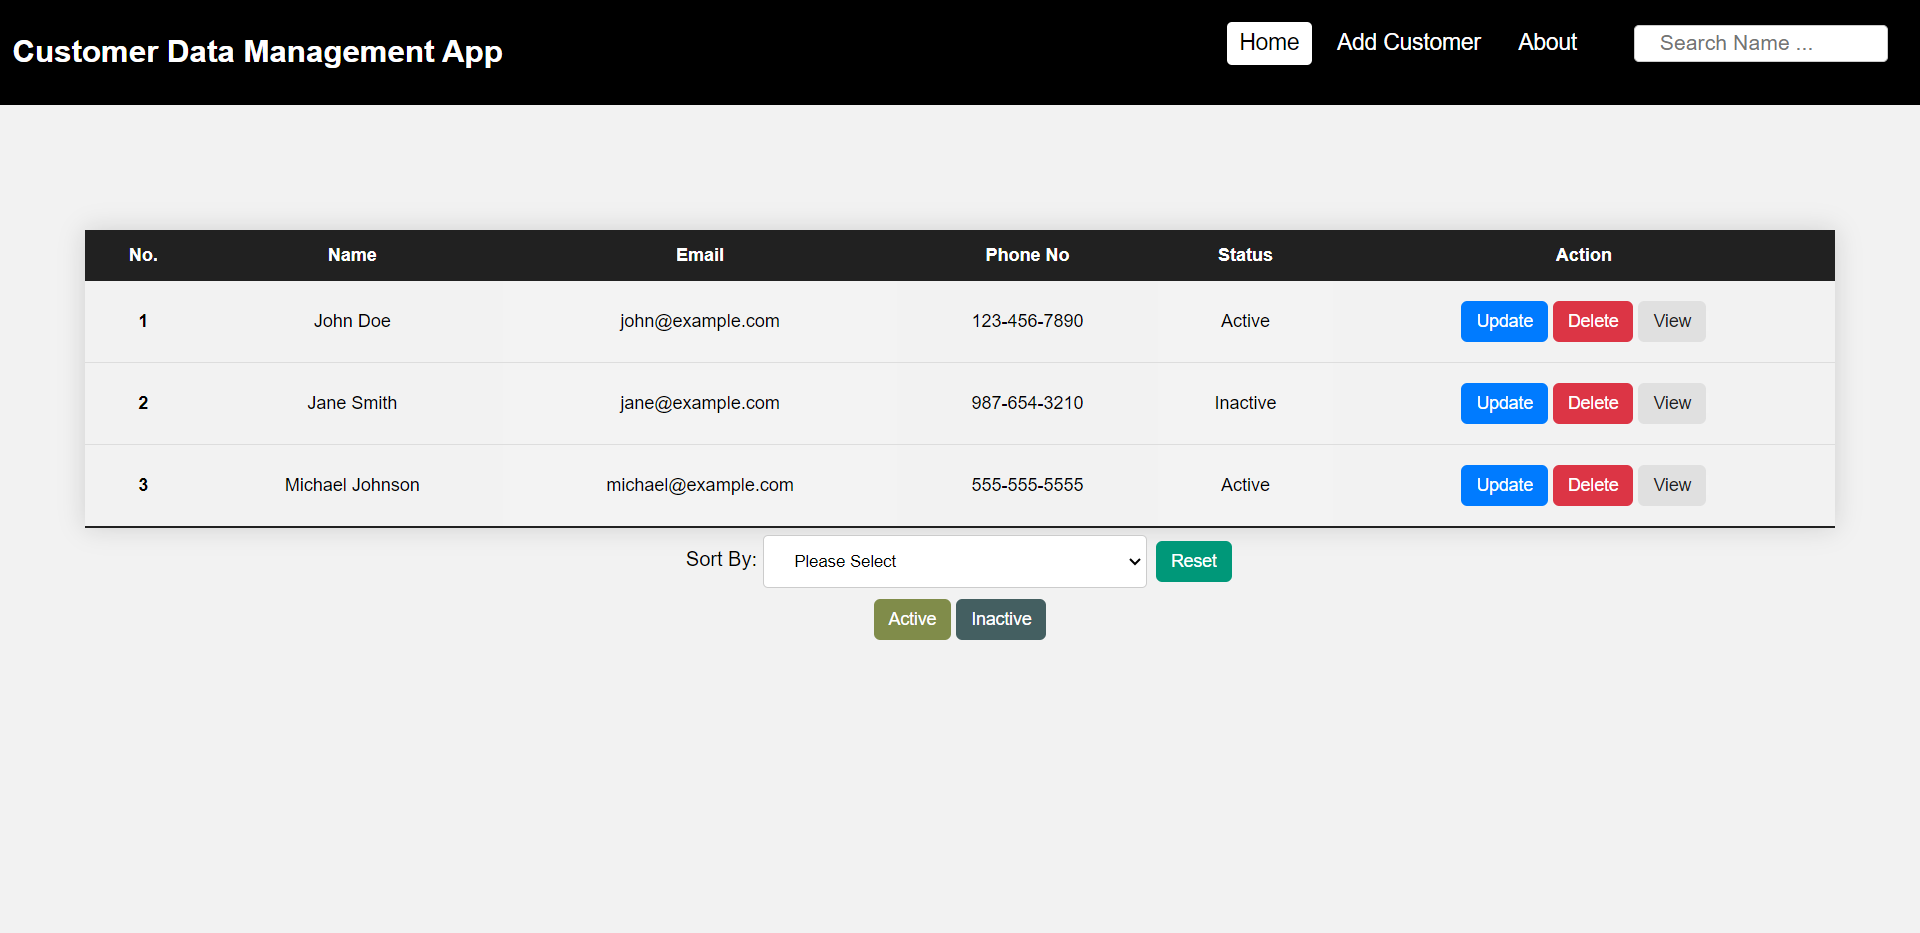 Customer Data Management App
Home Add Customer About Search Name ...
No. Name Email Phone No Status Action
1 John Doe john@example.com 123-456-7890 Active Update Delete View
2 Jane Smith jane@example.com 987-654-3210 Inactive Update Delete View
3 Michael Johnson michael@example.com 555-555-5555 Active Update Delete View
Sort By: Please Select Reset
Active Inactive